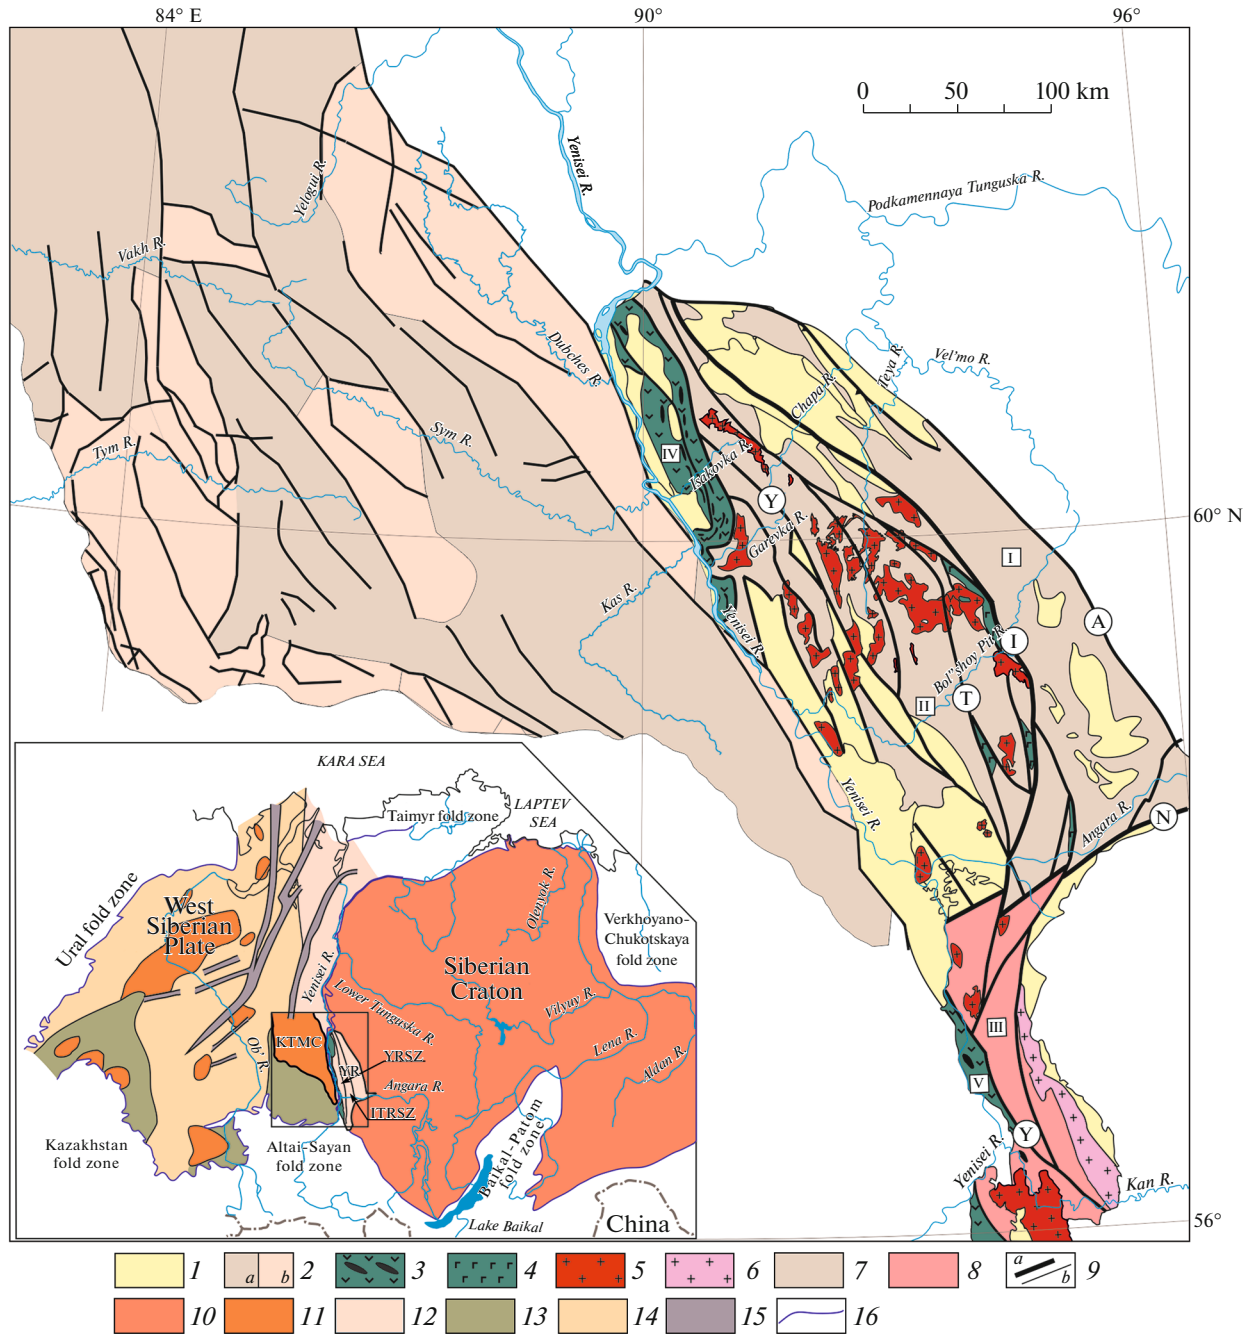 84° E
90°
96°
0
50
100 km
Yenisei R.
Podkamennaya Tunguska R.
Yelogui R.
Vakh R.
Dubches R.
Vel'mo R.
Teya R.
Chapa R.
Sym R.
Tym R.
IV
Isakovka R.
Y
Garevka R.
60° N
I
Kas R.
Yenisei R.
A
I
Bol"shoy Pit R.
II
T
Yenisei R.
Angara R.
N
III
V
Y
Yenisei R.
Kan R.
56°
KARA SEA
LAPTEV
SEA
Taimyr fold zone
Ural fold zone
West
Siberian
Plate
Olenyok R.
Verkhoyano-
Chukotskaya
fold zone
Yenisei R.
Siberian
Craton
Lower Tunguska R.
Vilyuy R.
Lena R.
Aldan R.
Ob' R.
KTMC
YR
YRSZ
Angara R.
ITRSZ
Kazakhstan
fold zone
Altai-Sayan
fold zone
Baikal-Patom
fold zone
Lake Baikal
China
1
a
b
2
3
4
5
6
7
8
a
b
9
10
11
12
13
14
15
16